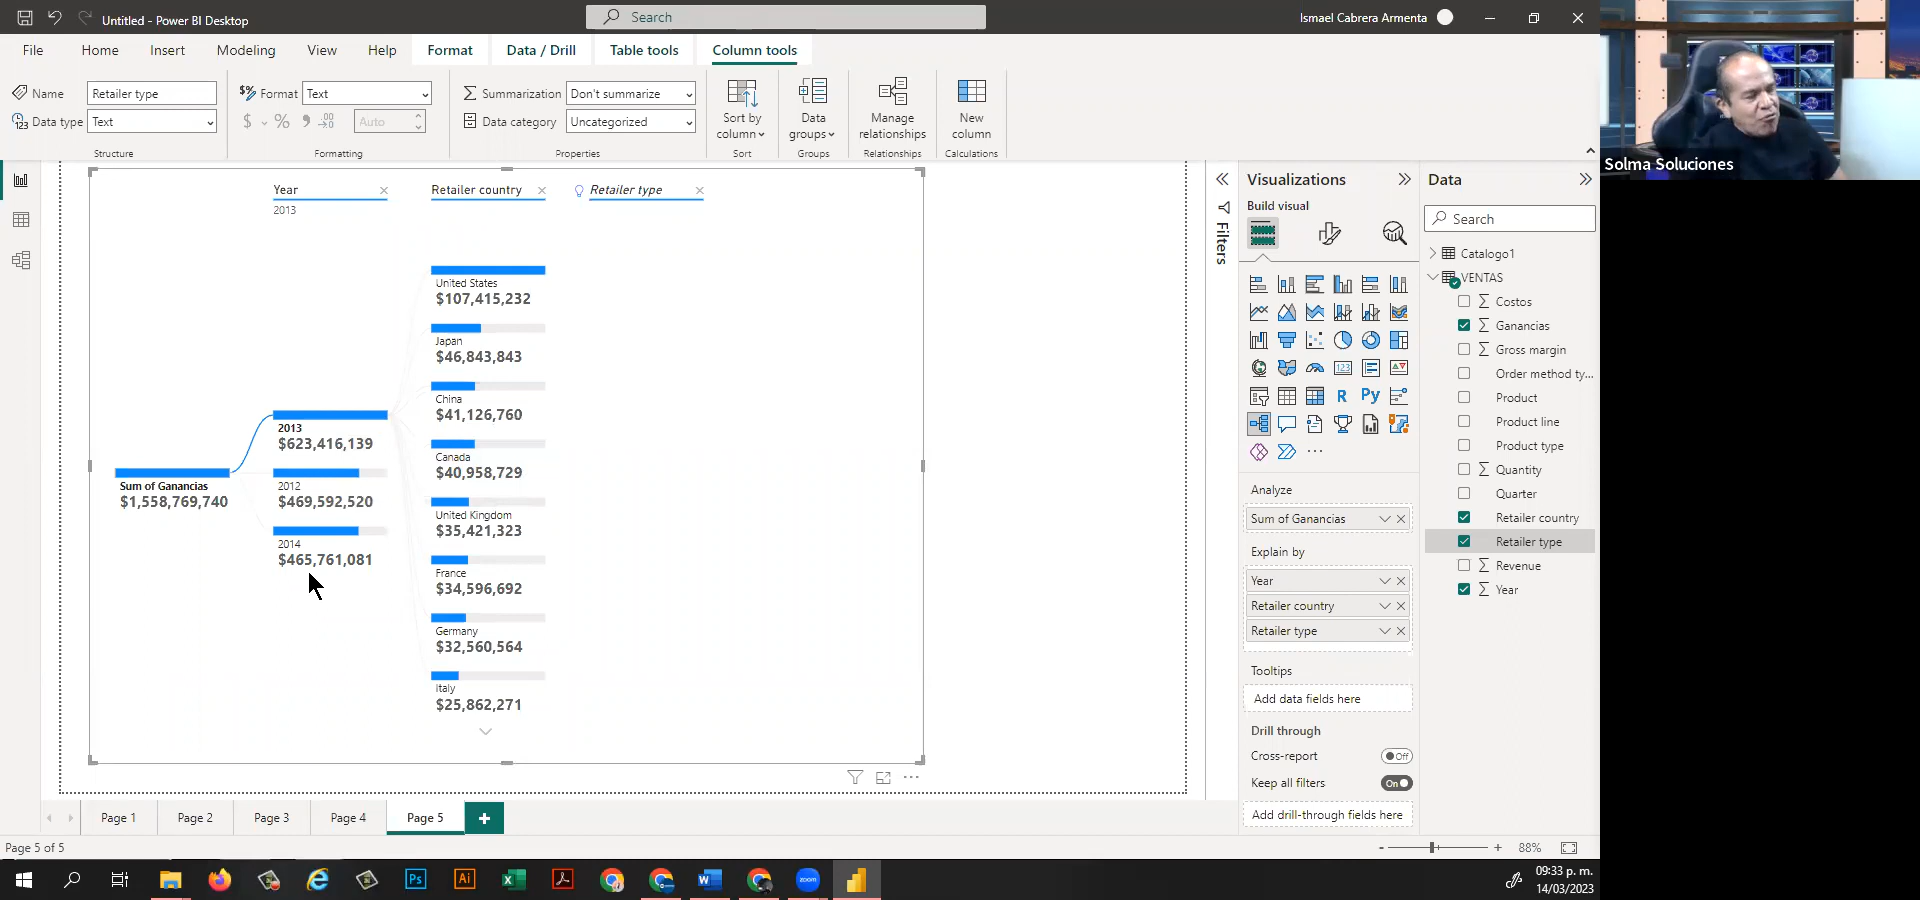 Untitled - Power BI Desktop
Search
Ismael Cabrera Armenta
File
Home
Insert
Modeling
View
Help
Format
Data / Drill
Table tools
Column tools
Name
Retailer type
Data type
Text
Structure
Format
Text
Auto
Formatting
Summarization
Don't summarize
Data category
Uncategorized
Properties
Sort by
column
Sort
Data
groups
Groups
Manage
relationships
Relationships
New
column
Calculations
Solma Soluciones
Year
2013
Retailer country
Retailer type
United States
$107,415,232
Japan
$46,843,843
China
$41,126,760
Canada
$40,958,729
United Kingdom
$35,421,323
France
$34,596,692
Germany
$32,560,564
Italy
$25,862,271
2013
$623,416,139
2012
$469,592,520
2014
$465,761,081
Sum of Ganancias
$1,558,769,740
Filters
Visualizations
Build visual
R
Py
123
Analyze
Sum of Ganancias
Explain by
Year
Retailer country
Retailer type
Tooltips
Add data fields here
Drill through
Cross-report
Off
Keep all filters
On
Add drill-through fields here
Data
Search
Catalogo1
VENTAS
Costos
Ganancias
Gross margin
Order method ty...
Product
Product line
Product type
Quantity
Quarter
Retailer country
Retailer type
Revenue
Year
Page 1
Page 2
Page 3
Page 4
Page 5
Page 5 of 5
88%
Ps
Ai
zoom
09:33 p. m.
14/03/2023